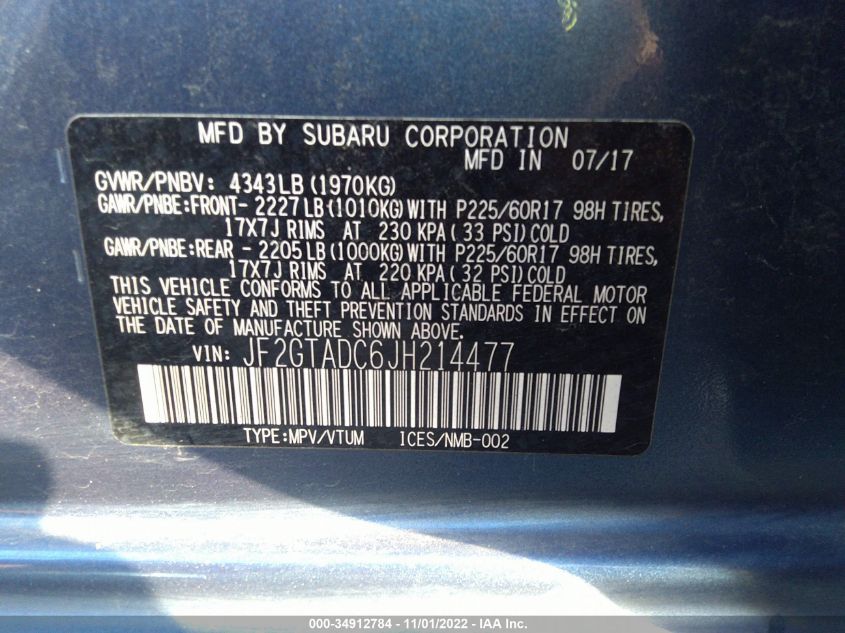 MFD BY SUBARU CORPORATION
MFD IN 07/17
GVWR/PNBV: 4343LB(1970KG)
GAWR/PNBE:FRONT- 2227LB(1010KG)WITH P225/60R17 98H TIRES,
17X7J RIMS AT 230 KPA(33 PSI)COLD
GAWR/PNBE:REAR - 2205LB(1000KG)WITH P225/60R17 98H TIRES,
17X7J RIMS AT 220 KPA(32 PSI)COLD
THIS VEHICLE CONFORMS TO ALL APPLICABLE FEDERAL MOTOR
VEHICLE SAFETY AND THEFT PREVENTION STANDARDS IN EFFECT ON
THE DATE OF MANUFACTURE SHOWN ABOVE.
VIN: JF2GTADC6JH214477
TYPE:MPV/VTUM ICES/NMB-002
000-34912784 - 11/01/2022 - IAA Inc.